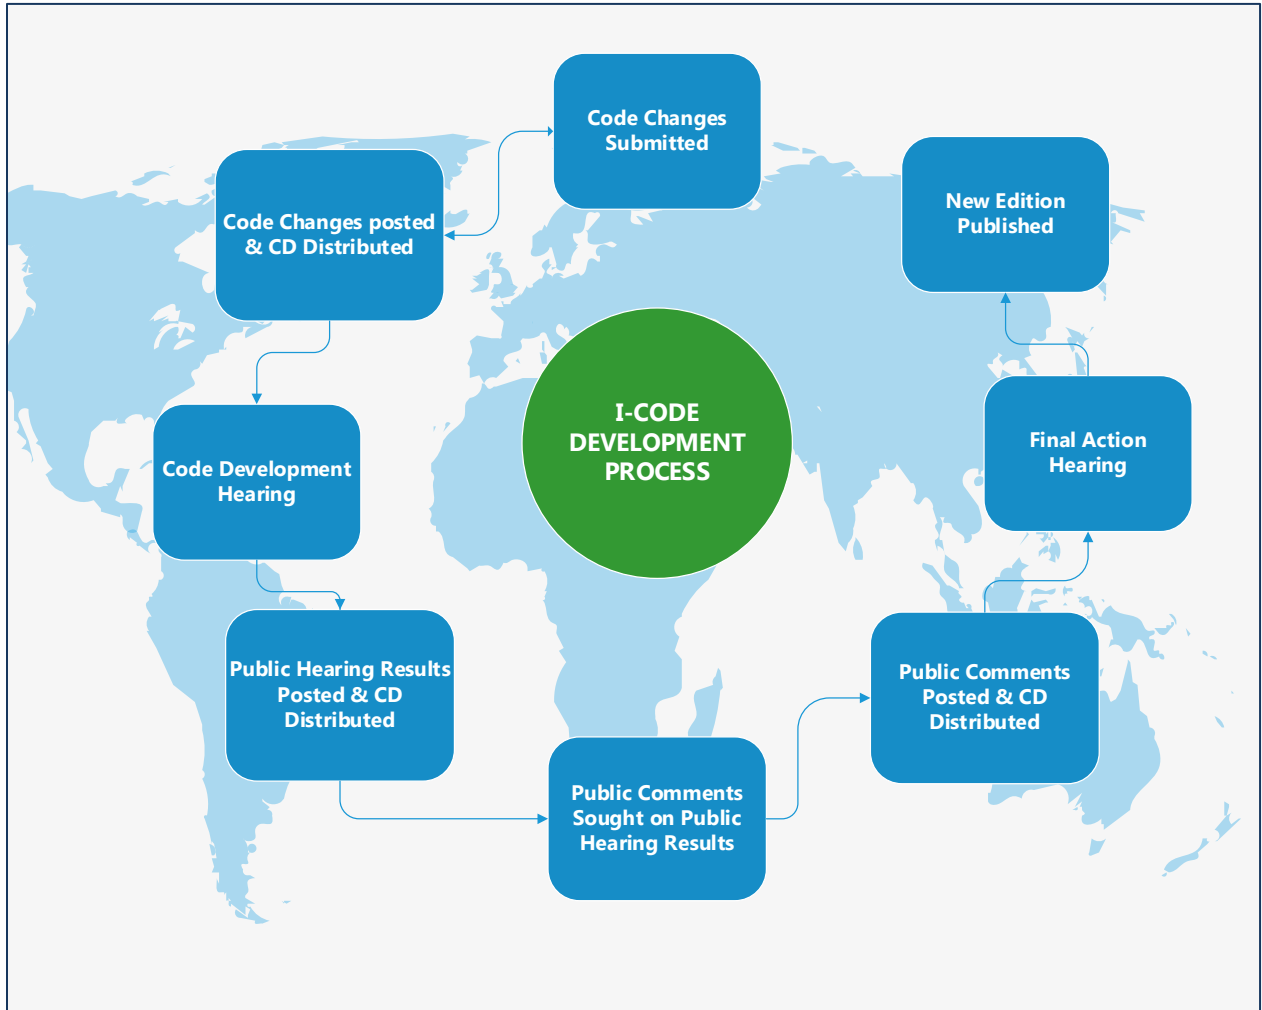 Code Changes
Submitted
Code Changes posted
& CD Distributed
Code Development
Hearing
Public Hearing Results
Posted & CD
Distributed
Public Comments
Sought on Public
Hearing Results
Public Comments
Posted & CD
Distributed
Final Action
Hearing
New Edition
Published
I-CODE
DEVELOPMENT
PROCESS